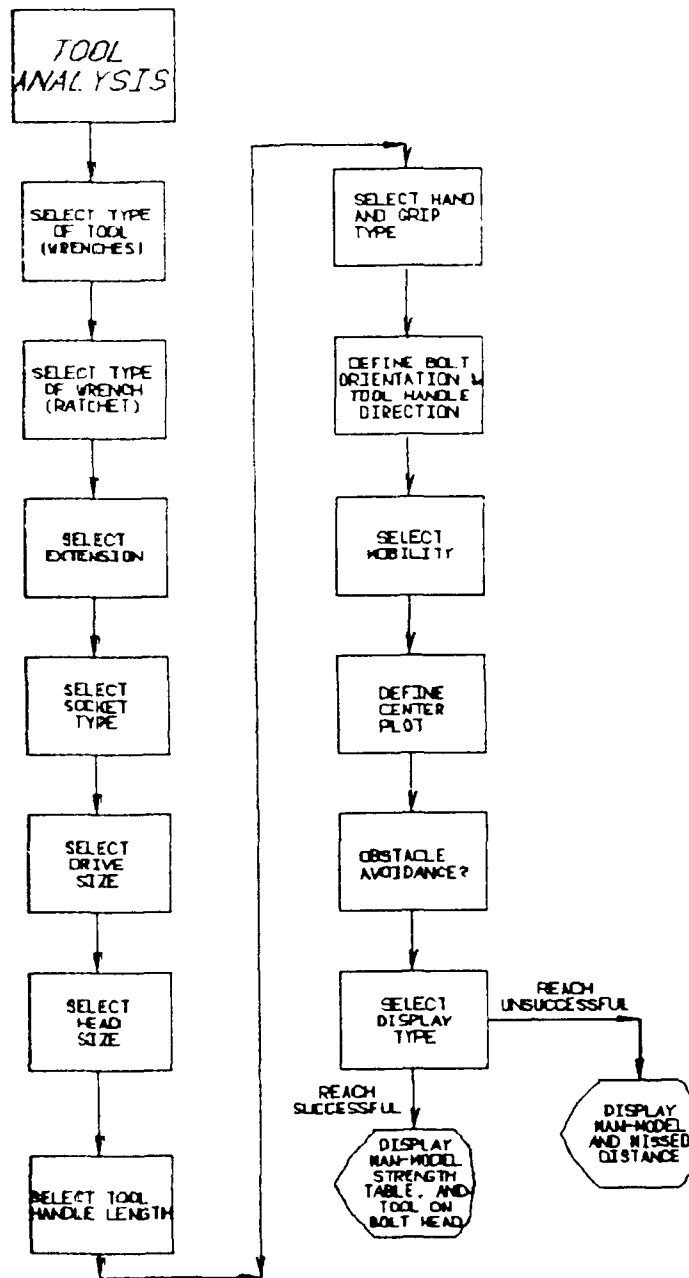 TOOL
ANALYSIS
SELECT TYPE
OF TOOL
(WRENCHES)
SELECT TYPE
OF WRENCH
(RATCHET)
SELECT
EXTENSION
SELECT
SOCKET
TYPE
SELECT
DRIVE
SIZE
SELECT
HEAD
SIZE
SELECT TOOL
HANDLE LENGTH
SELECT HAND
AND GRIP
TYPE
DEFINE BOLT
ORIENTATION &
TOOL HANDLE
DIRECTION
SELECT
MOBILITY
DEFINE
CENTER
PLOT
OBSTACLE
AVOIDANCE?
SELECT
DISPLAY
TYPE
REACH
UNSUCCESSFUL
REACH
SUCCESSFUL
DISPLAY
MAN-MODEL
STRENGTH
TABLE, AND
TOOL ON
BOLT HEAD
DISPLAY
MAN-MODEL
AND MISSED
DISTANCE